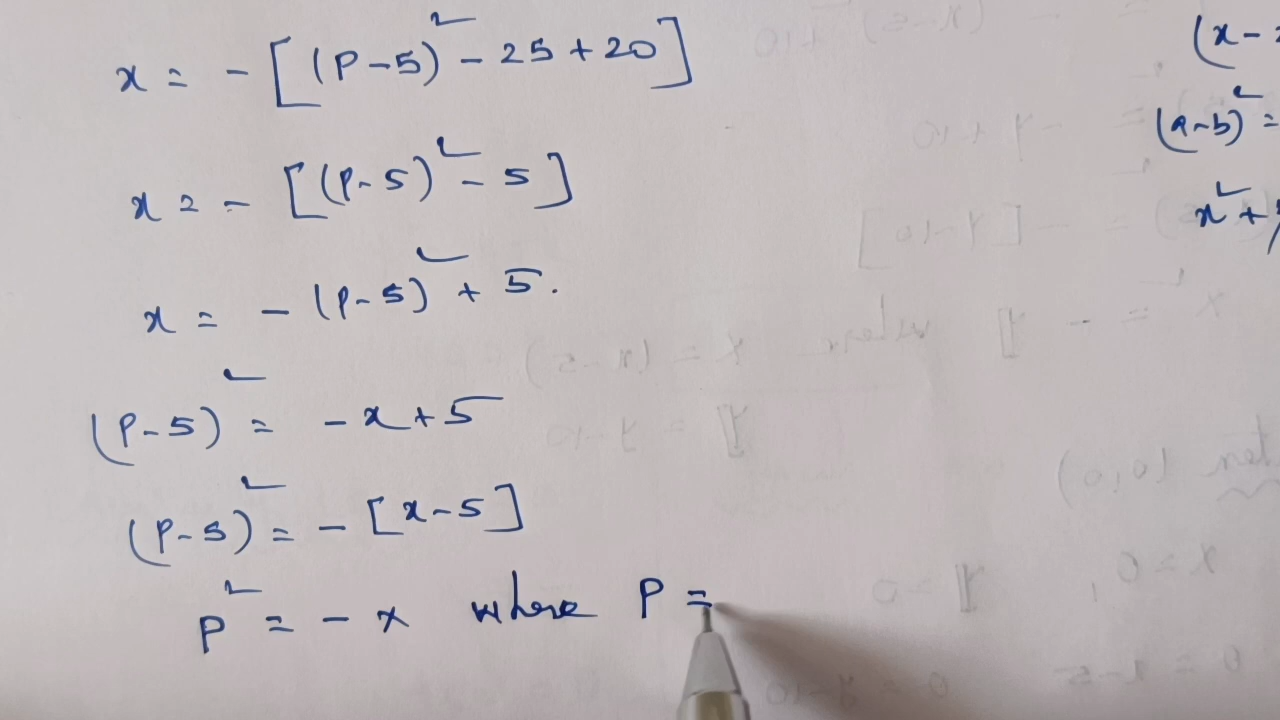 x = - [(P-5)² - 25 + 20]
x = - [(P-5)² - 5]
x = - (P-5)² + 5.
(P-5)² = -x+5
(P-5)² = - [x-5]
P² = - X where P =
(x-
(a-b)² =
x² +